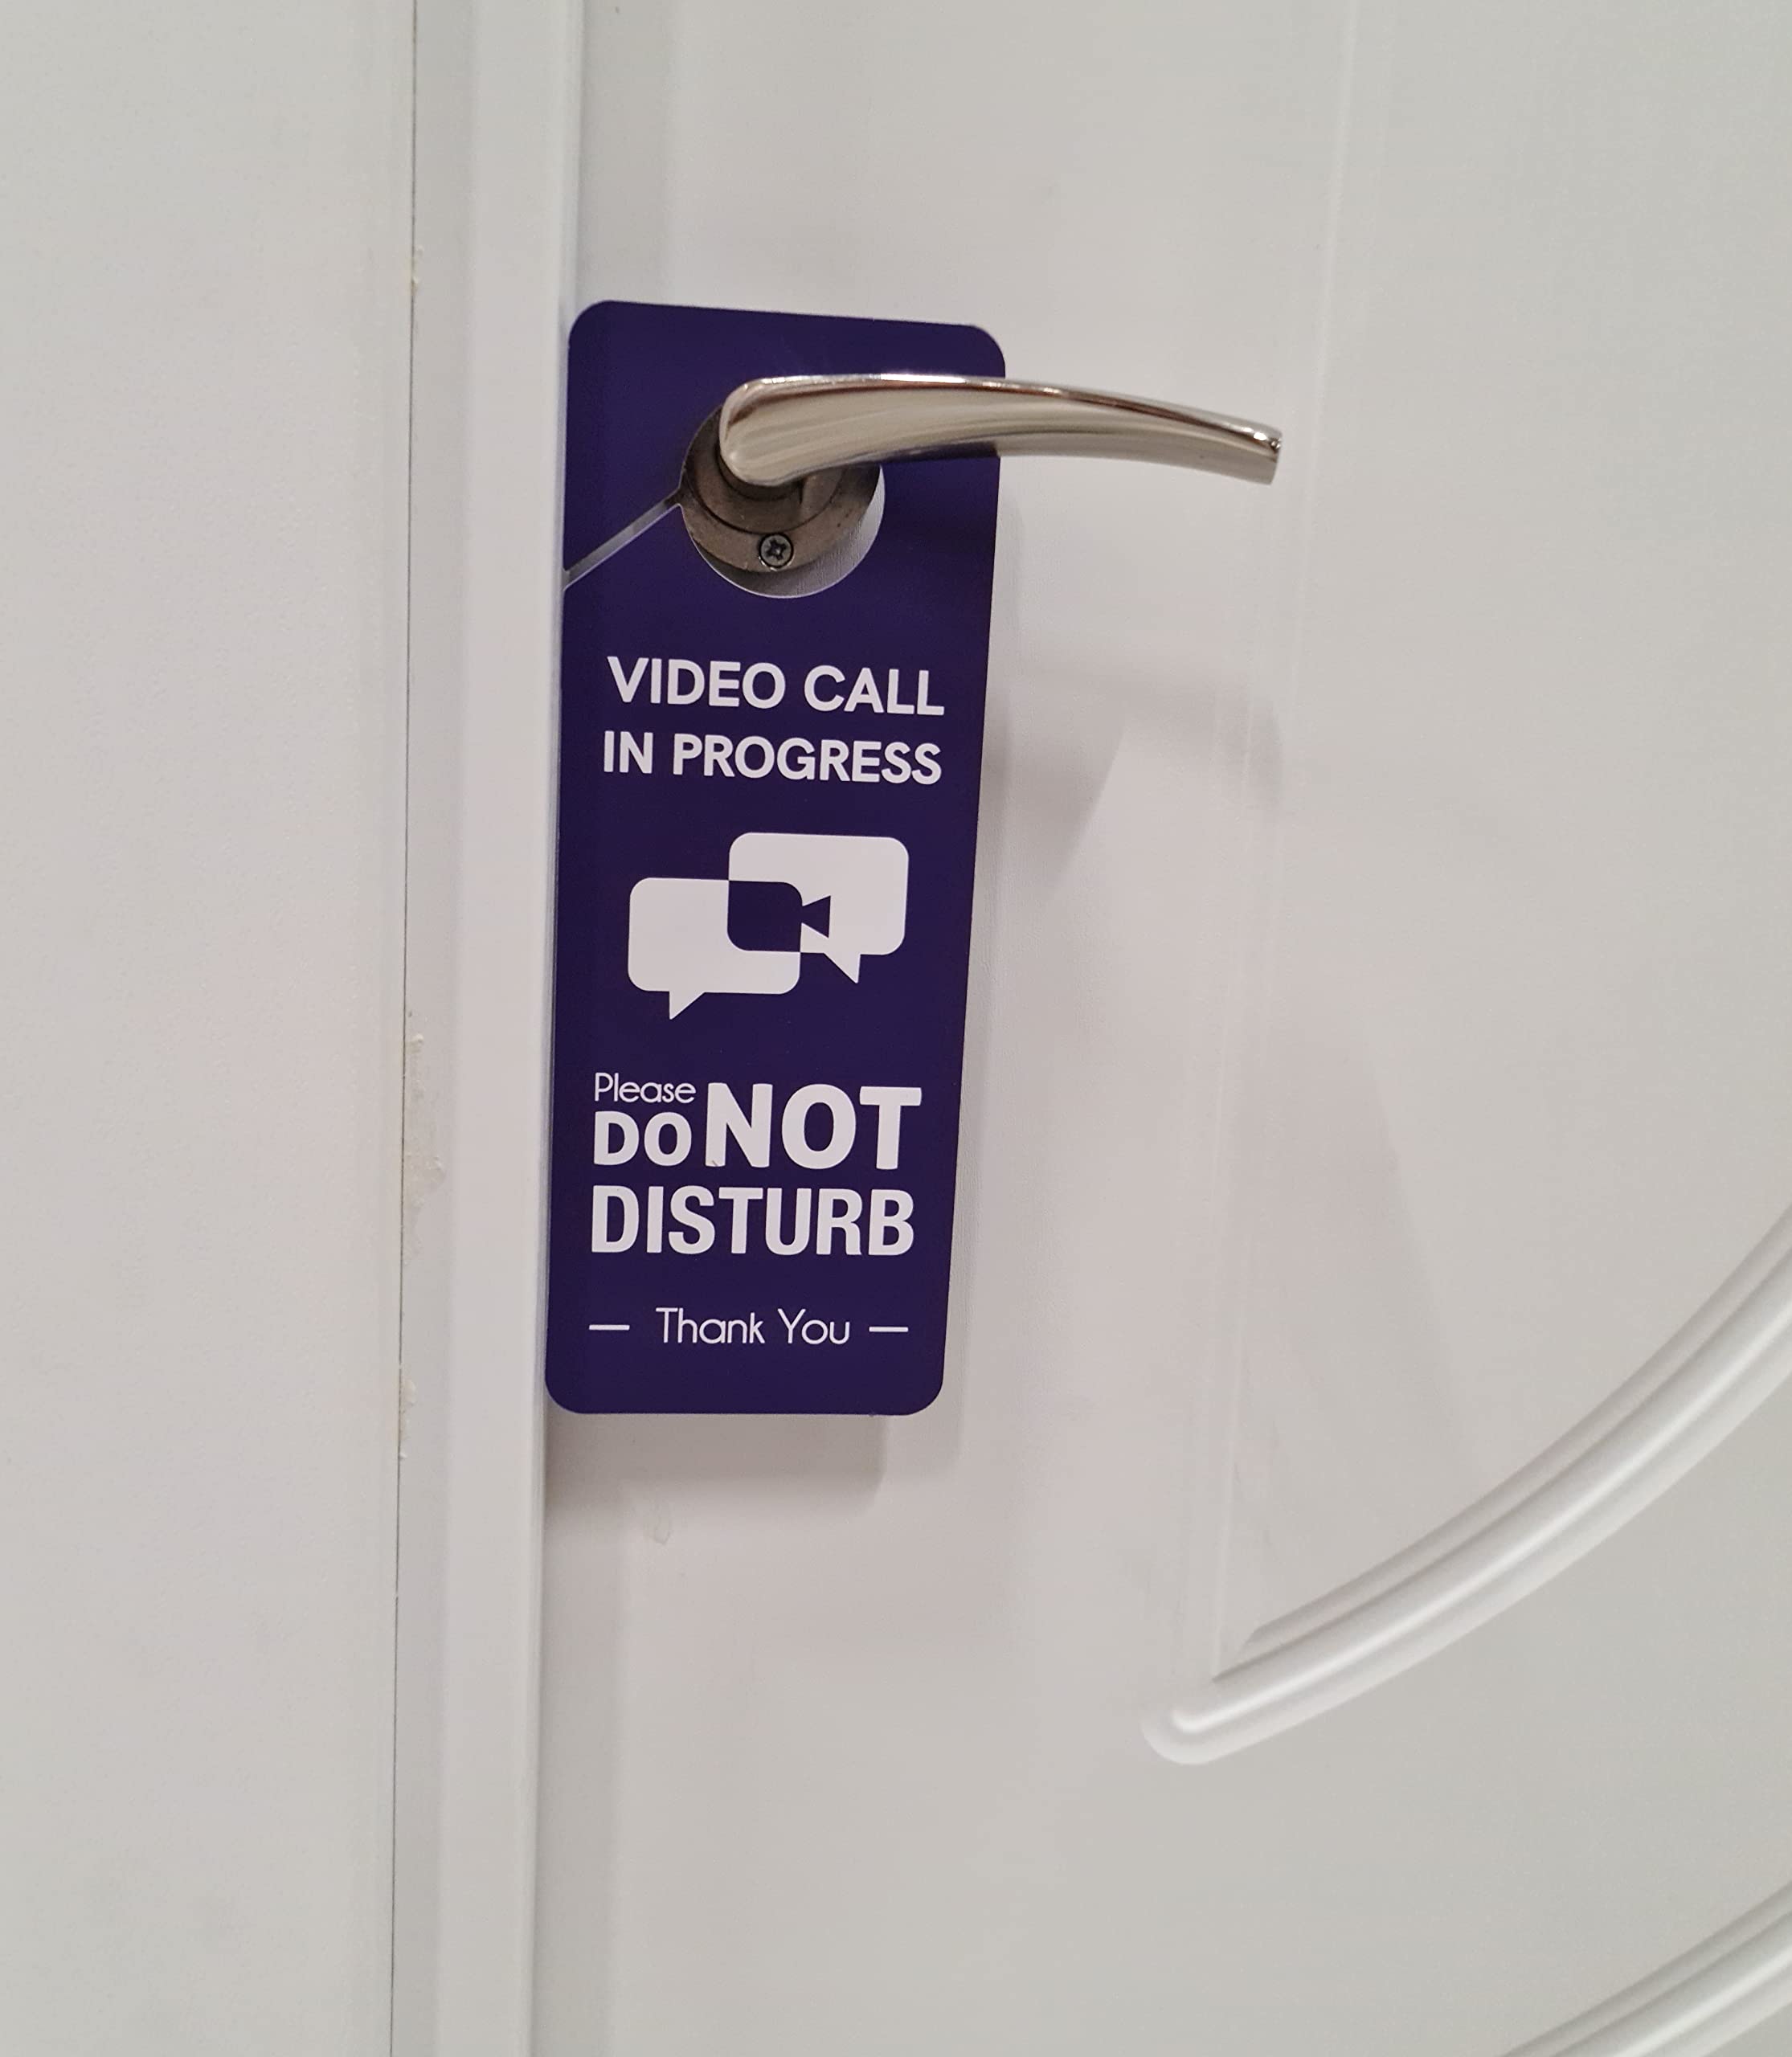 VIDEO CALL
IN PROGRESS
Please
DO NOT
DISTURB
— Thank You —